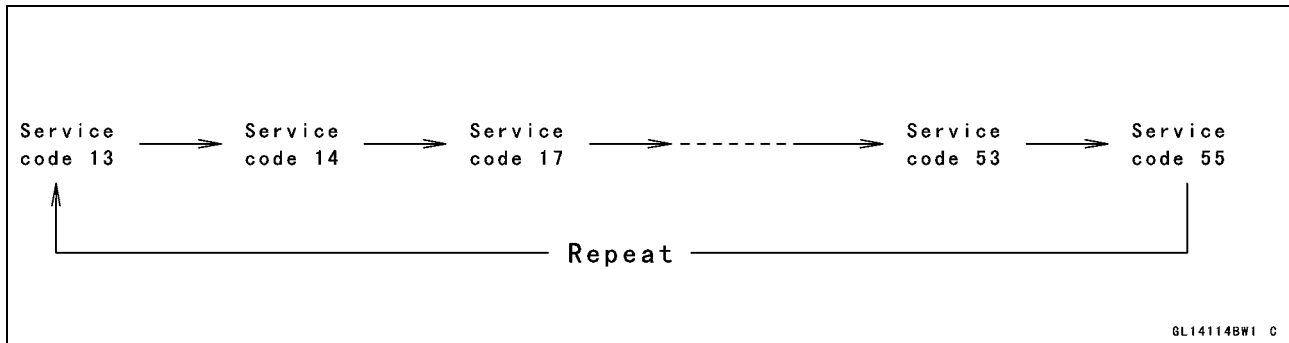 Service
code 13
Service
code 14
Service
code 17
Service
code 53
Service
code 55
Repeat
GL14114BW1 C